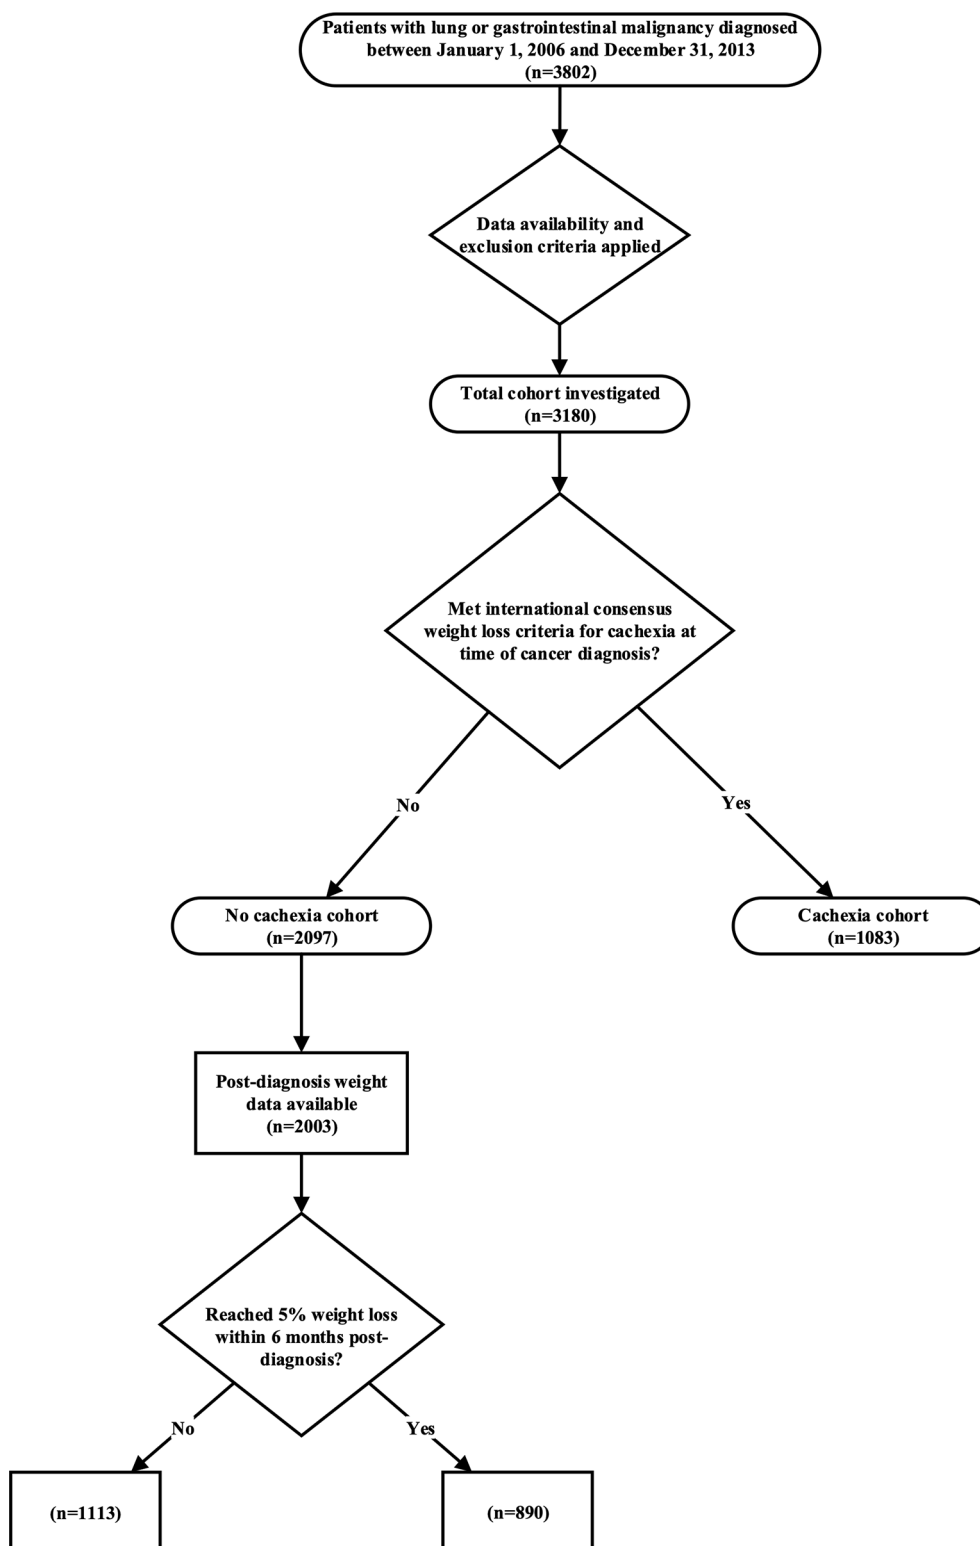 Patients with lung or gastrointestinal malignancy diagnosed
between January 1, 2006 and December 31, 2013
(n=3802)
Data availability and
exclusion criteria applied
Total cohort investigated
(n=3180)
Met international consensus
weight loss criteria for cachexia at
time of cancer diagnosis?
No
Yes
No cachexia cohort
(n=2097)
Cachexia cohort
(n=1083)
Post-diagnosis weight
data available
(n=2003)
Reached 5% weight loss
within 6 months post-
diagnosis?
No
Yes
(n=1113)
(n=890)